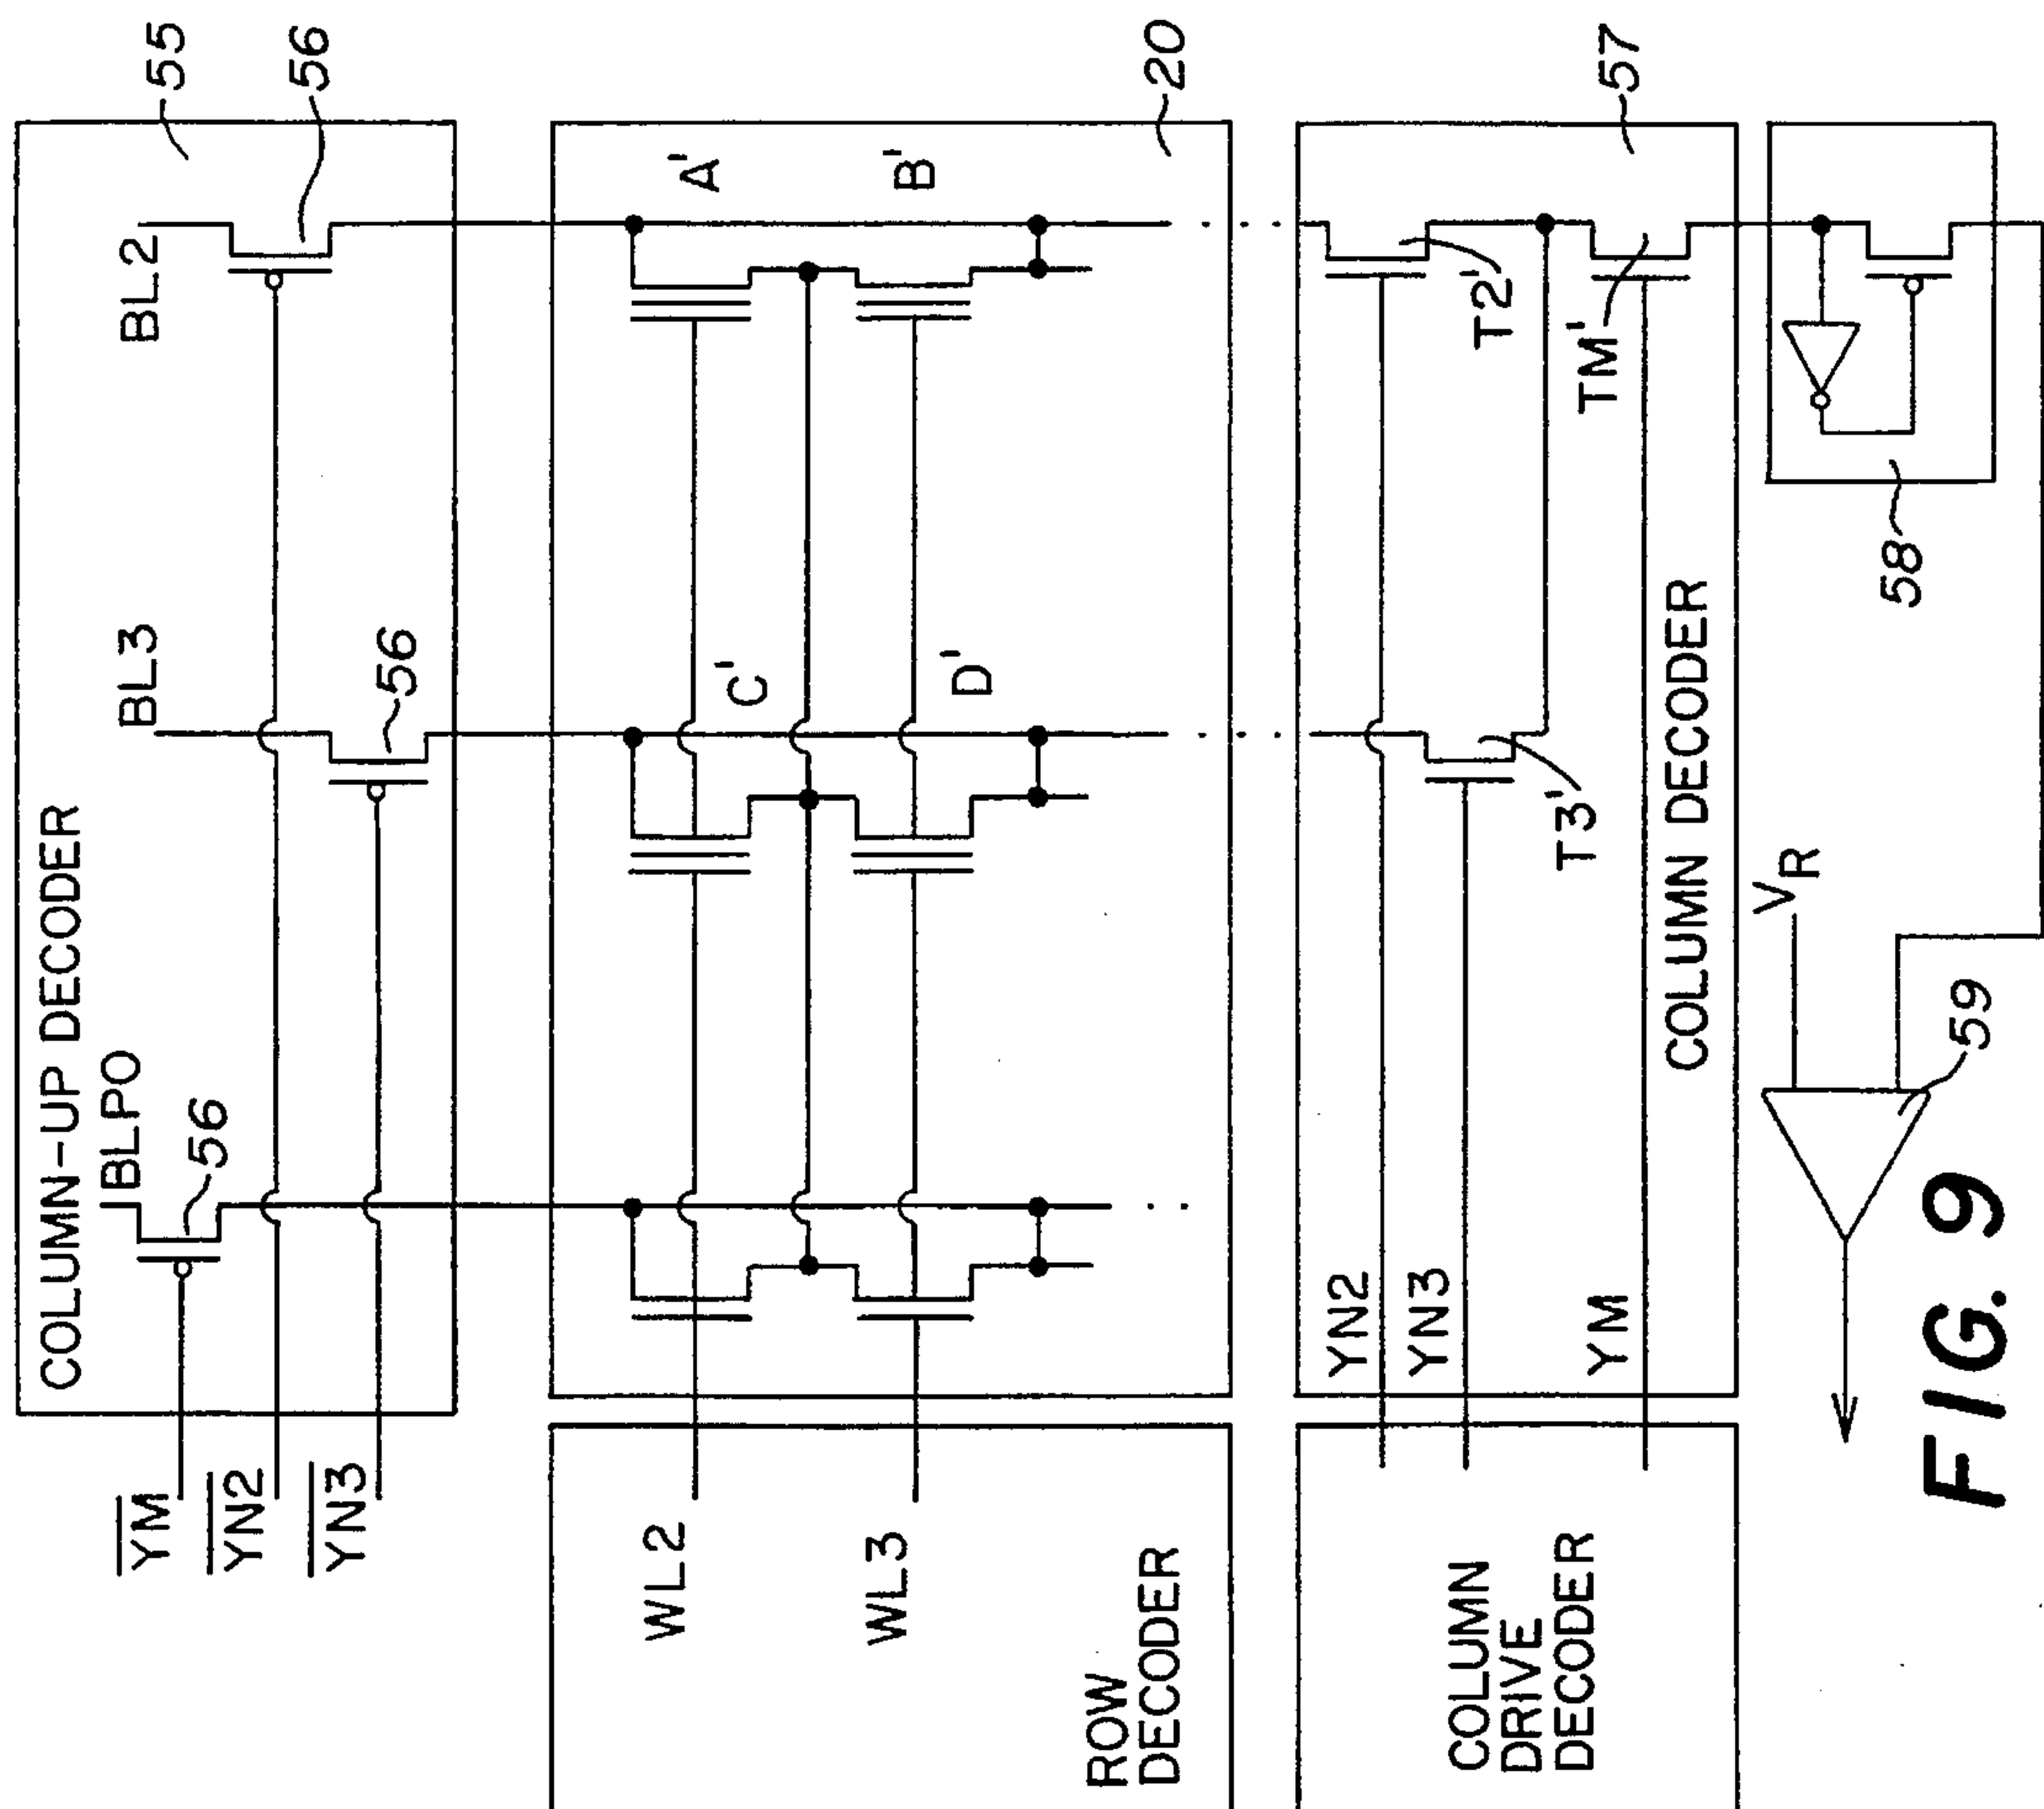 COLUMN-UP DECODER
55
BL2
56
BL3
56
BLPO
56
YM
YN2
YN3
20
A'
B'
C'
D'
WL2
WL3
ROW
DECODER
57
T2'
TM'
T3'
YN2
YN3
YM
COLUMN DECODER
COLUMN
DRIVE
DECODER
58
VR
59
FIG. 9